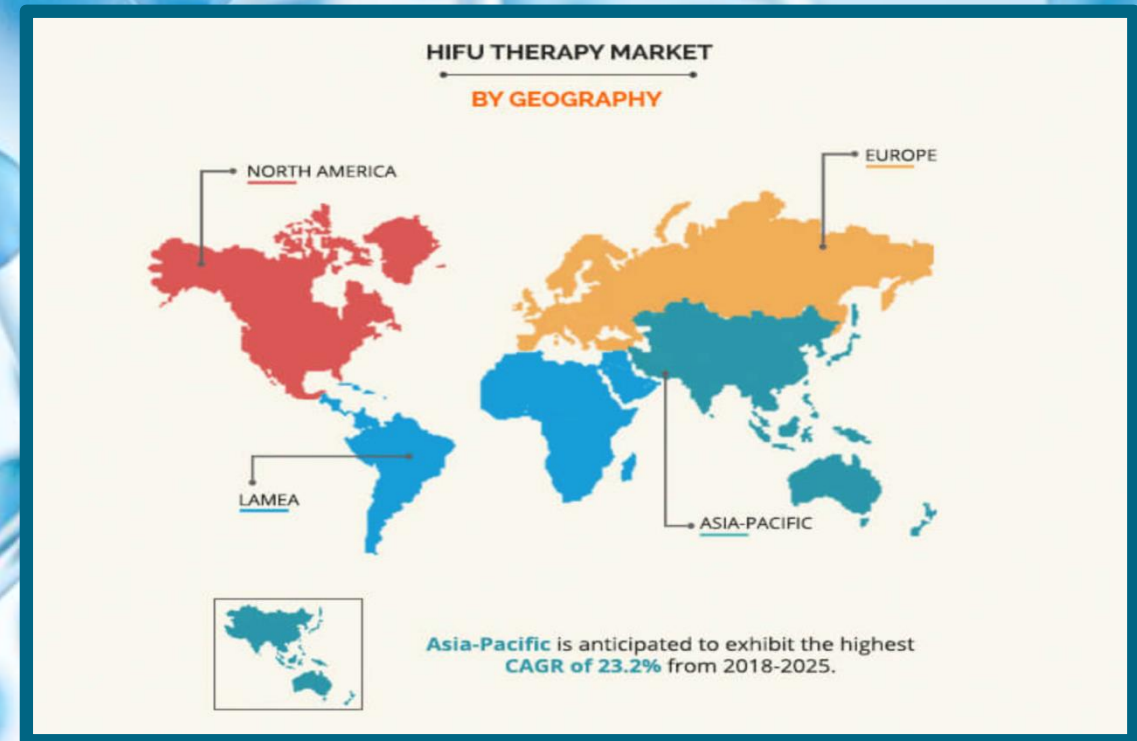 HIFU THERAPY MARKET
BY GEOGRAPHY
NORTH AMERICA
EUROPE
LAMEA
ASIA-PACIFIC
Asia-Pacific is anticipated to exhibit the highest
CAGR of 23.2% from 2018-2025.